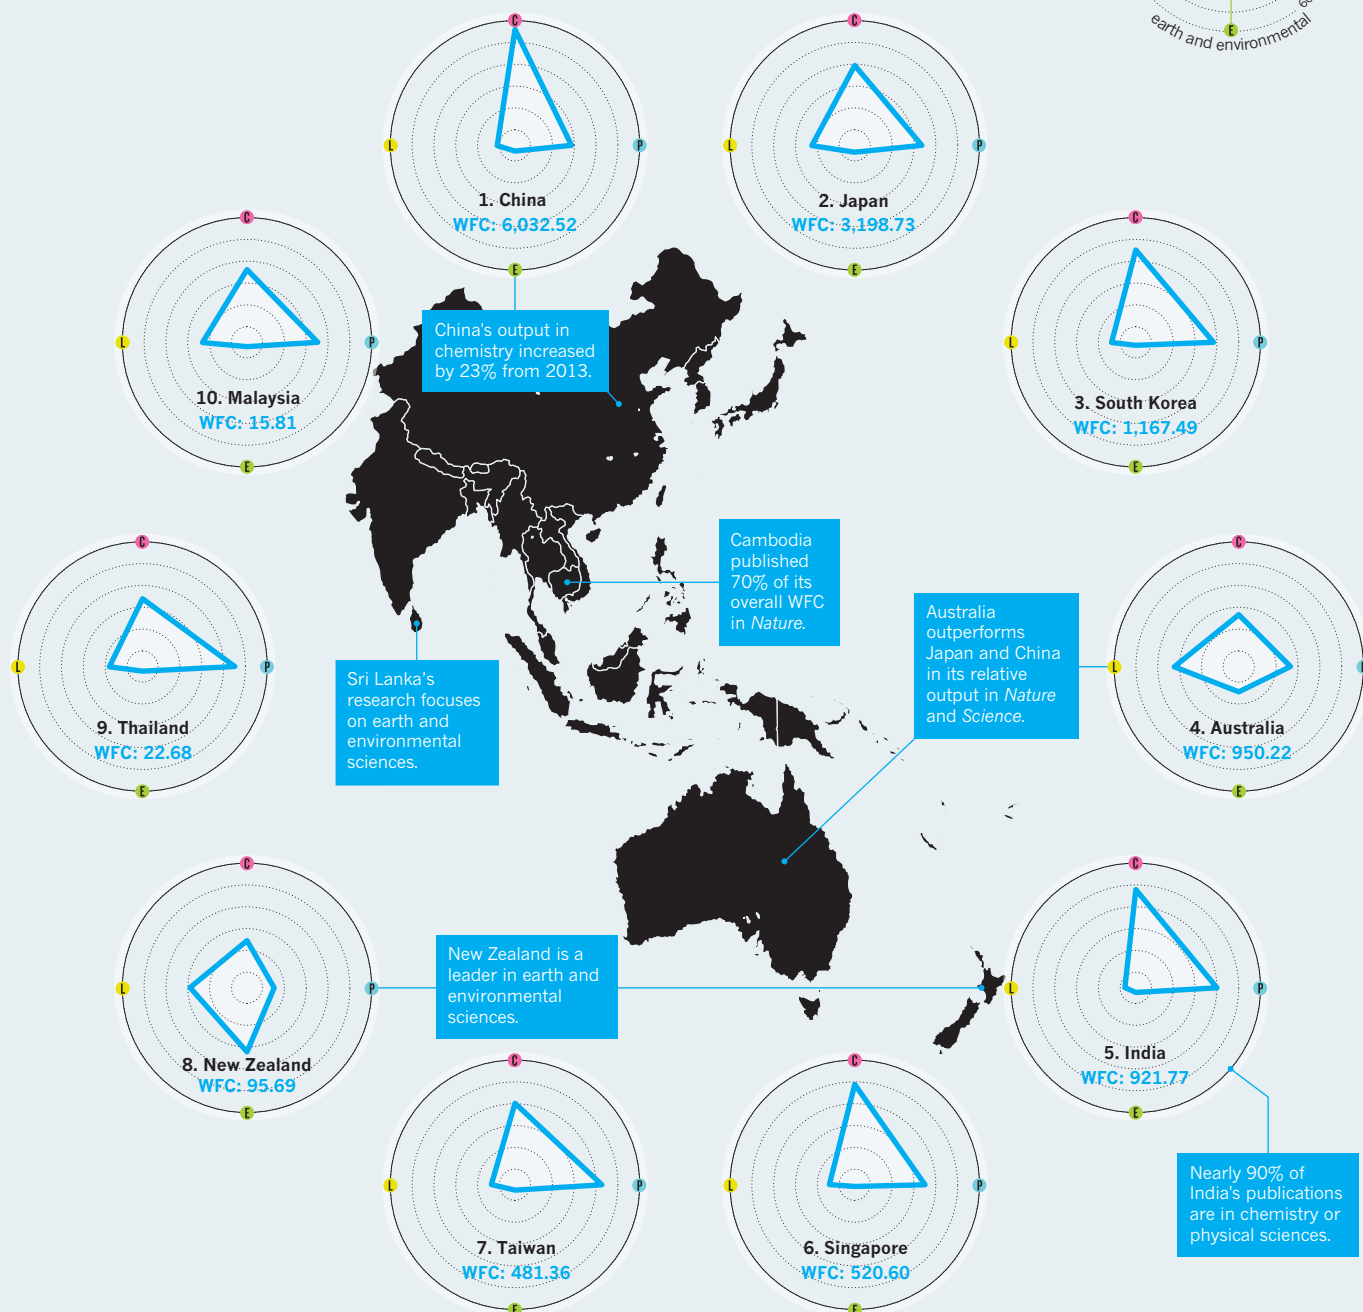 60
E
earth and environmental
C
L
P
1. China
WFC: 6,032.52
E
C
L
P
2. Japan
WFC: 3,198.73
E
C
L
P
3. South Korea
WFC: 1,167.49
E
C
L
4. Australia
WFC: 950.22
E
C
L
P
5. India
WFC: 921.77
E
C
L
P
6. Singapore
WFC: 520.60
E
C
L
P
7. Taiwan
WFC: 481.36
E
C
L
P
8. New Zealand
WFC: 95.69
E
C
L
P
9. Thailand
WFC: 22.68
E
C
L
P
10. Malaysia
WFC: 15.81
E
China's output in
chemistry increased
by 23% from 2013.
Cambodia
published
70% of its
overall WFC
in Nature.
Australia
outperforms
Japan and China
in its relative
output in Nature
and Science.
Sri Lanka’s
research focuses
on earth and
environmental
sciences.
New Zealand is a
leader in earth and
environmental
sciences.
Nearly 90% of
India's publications
are in chemistry or
physical sciences.